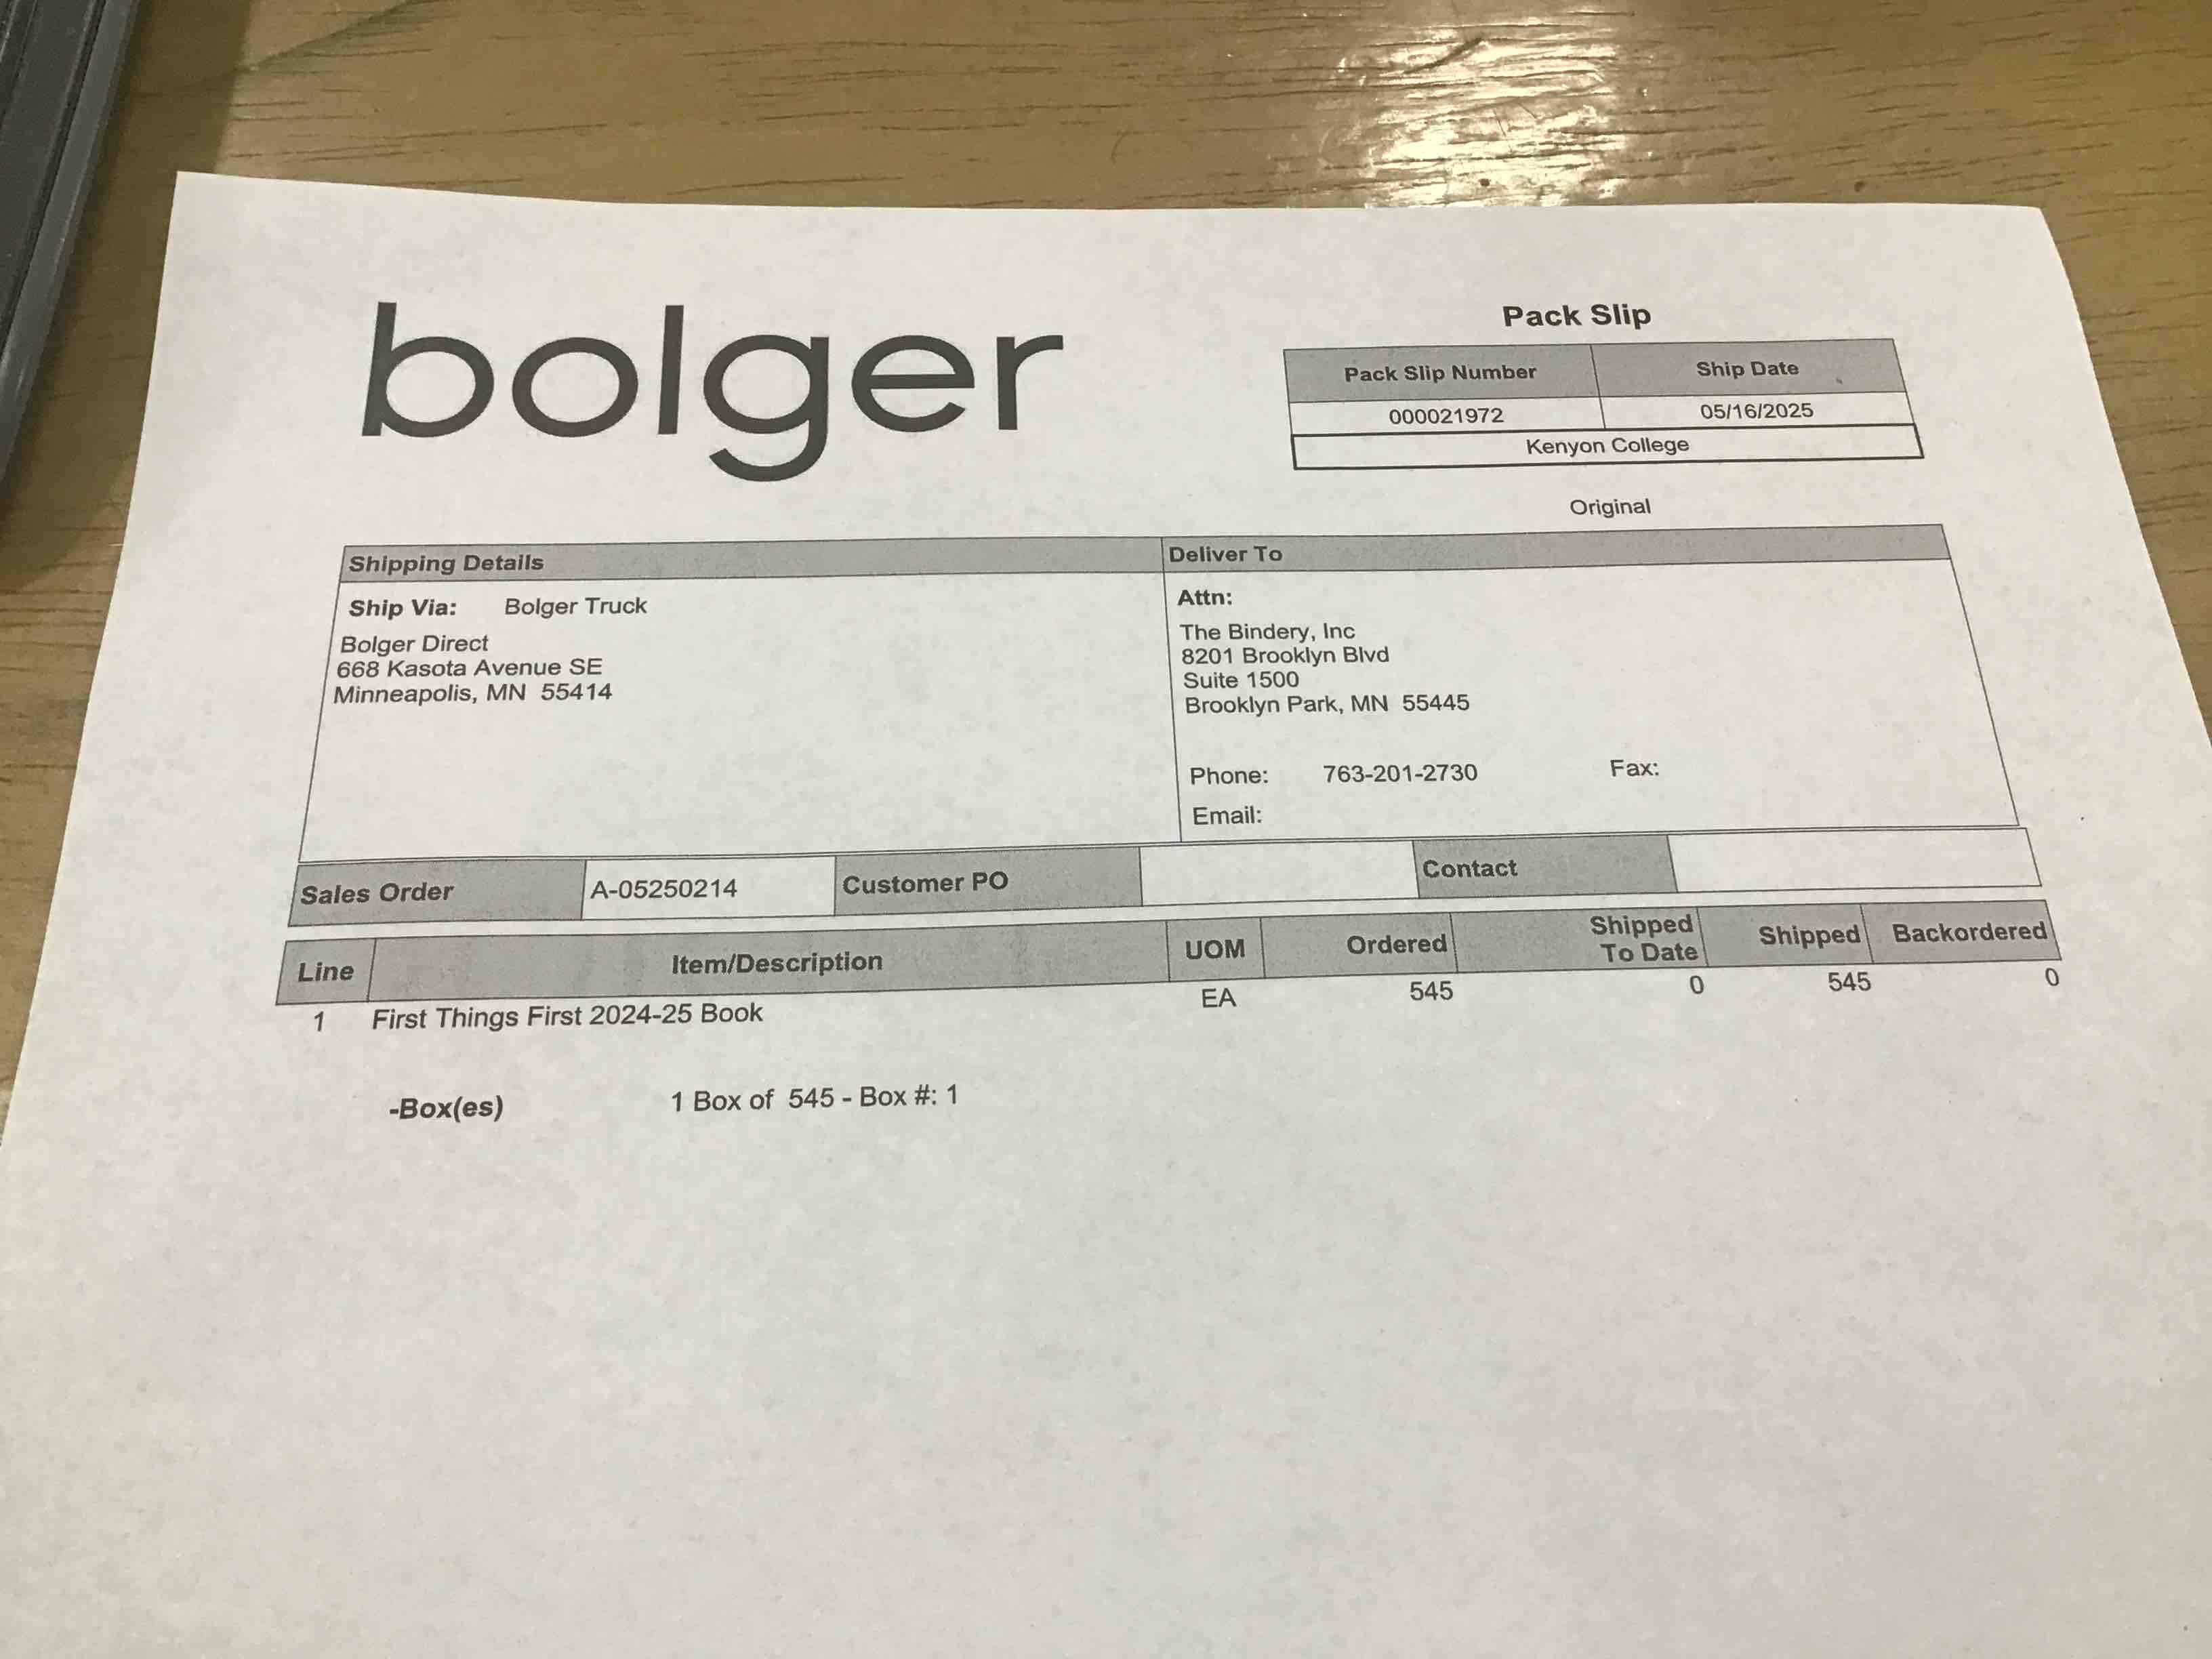 bolger
Pack Slip
Pack Slip Number Ship Date
000021972 05/16/2025
Kenyon College
Original
Shipping Details Deliver To
Ship Via: Bolger Truck
Bolger Direct
668 Kasota Avenue SE
Minneapolis, MN 55414
Attn:
The Bindery, Inc
8201 Brooklyn Blvd
Suite 1500
Brooklyn Park, MN 55445
Phone: 763-201-2730 Fax:
Email:
Sales Order A-05250214 Customer PO Contact
Line Item/Description UOM Ordered Shipped To Date Shipped Backordered
1 First Things First 2024-25 Book EA 545 0 545 0
-Box(es) 1 Box of 545 - Box #: 1